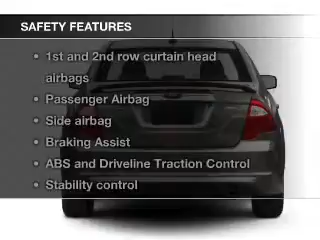 SAFETY FEATURES
• 1st and 2nd row curtain head
airbags
• Passenger Airbag
• Side airbag
• Braking Assist
• ABS and Driveline Traction Control
• Stability control